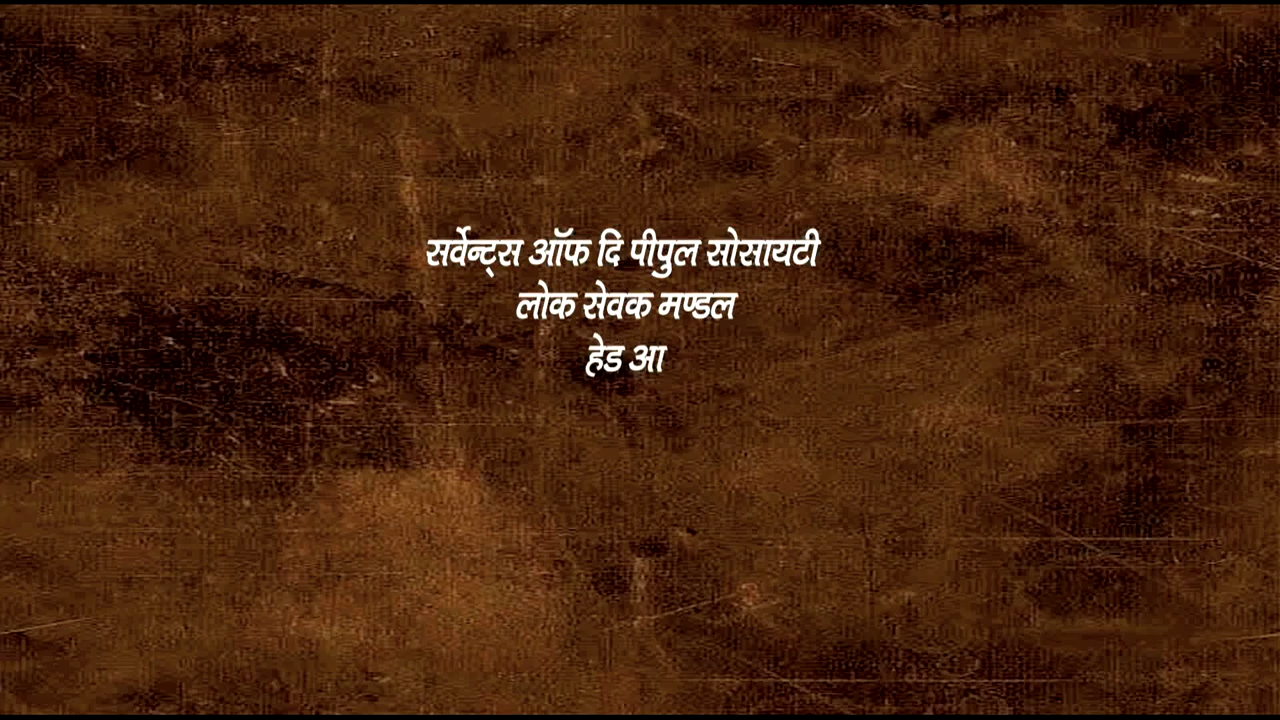 सर्वेन्ट्स ऑफ दि पीपुल सोसायटी
लोक सेवक मण्डल
हेड आ